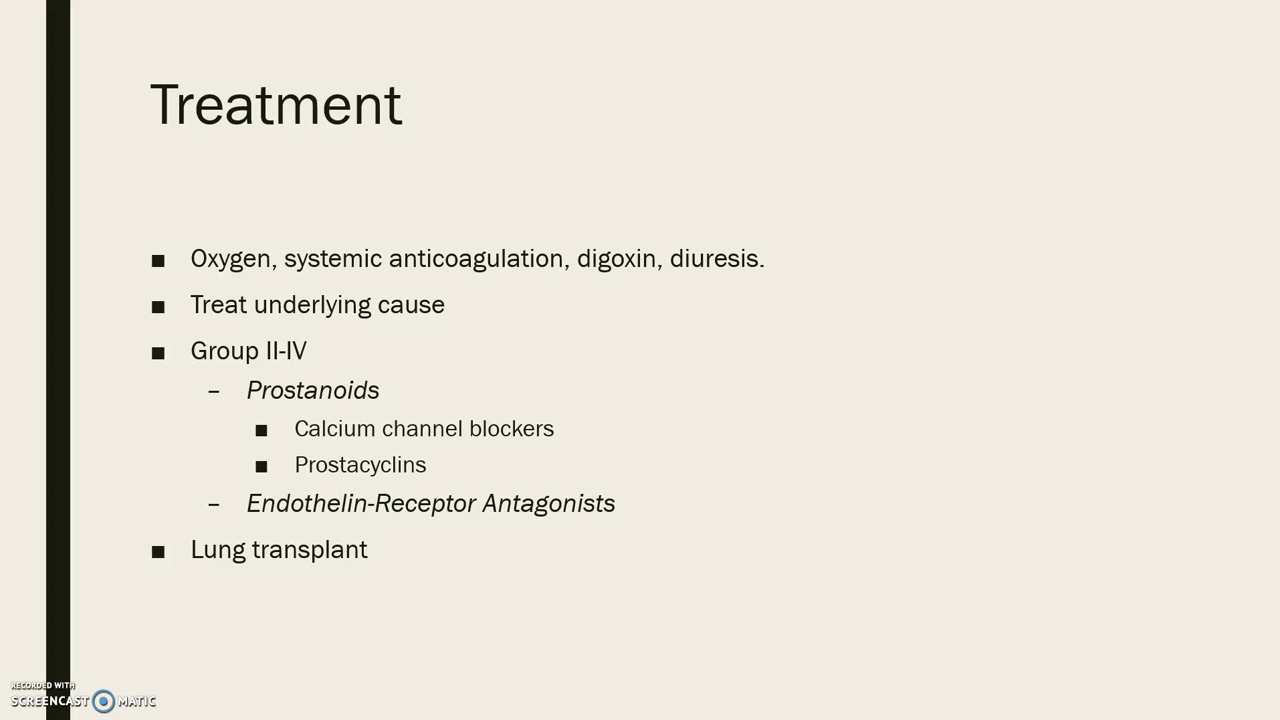 Treatment
■ Oxygen, systemic anticoagulation, digoxin, diuresis.
■ Treat underlying cause
■ Group II-IV
– Prostanoids
■ Calcium channel blockers
■ Prostacyclins
– Endothelin-Receptor Antagonists
■ Lung transplant
RECORDED WITH
SCREENCAST MATIC